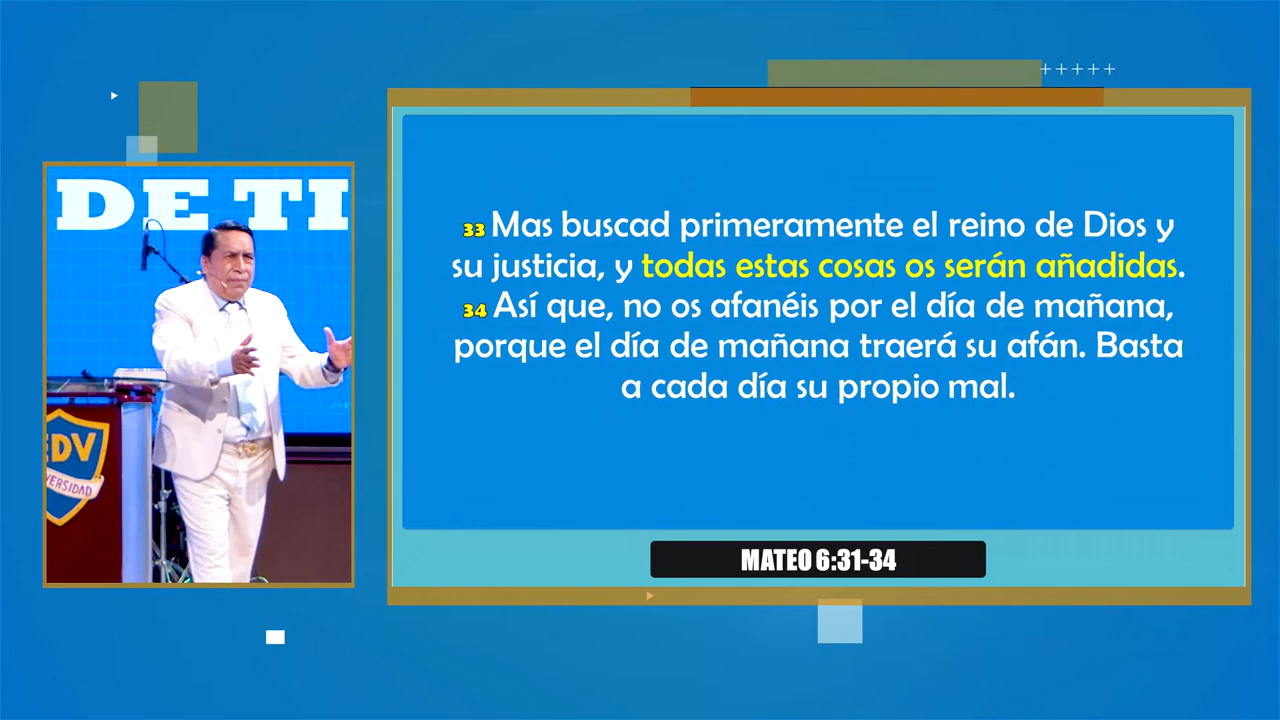 DE TI
EDV
VERSIDAD
33 Mas buscad primeramente el reino de Dios y
su justicia, y todas estas cosas os serán añadidas.
34 Así que, no os afanéis por el día de mañana,
porque el día de mañana traerá su afán. Basta
a cada día su propio mal.
MATEO 6:31-34